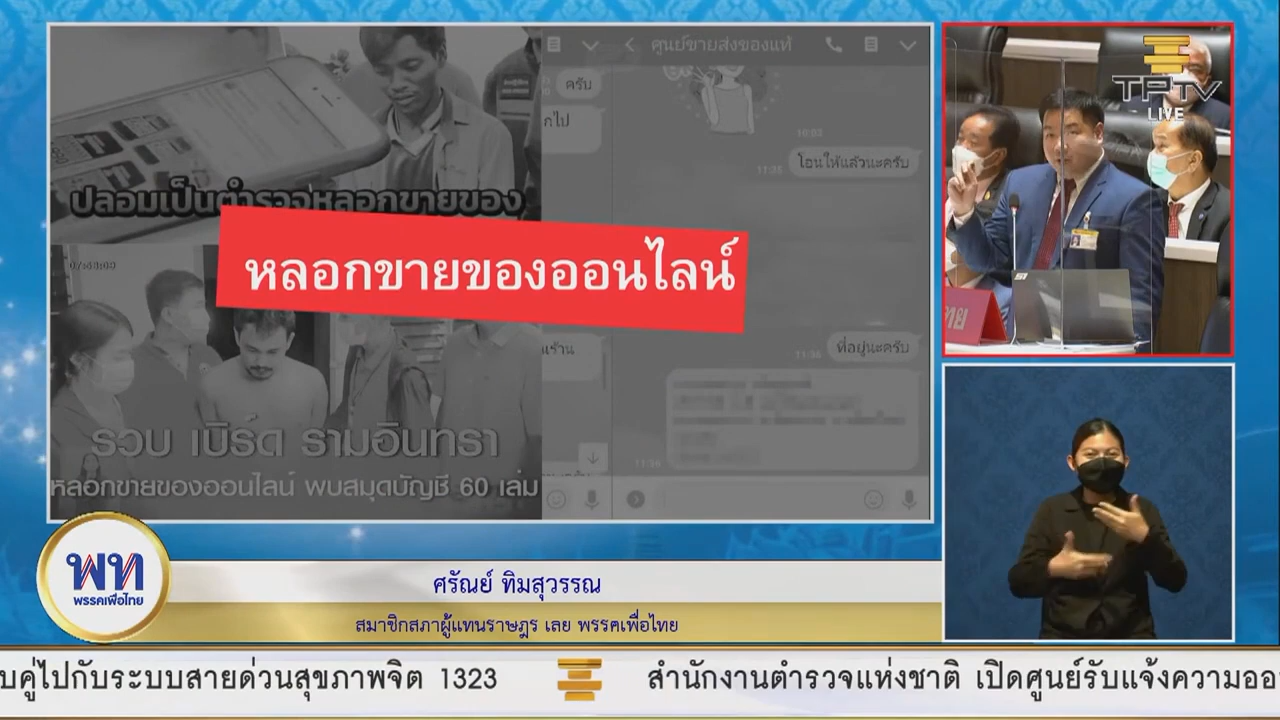 ปลอมเป็นตำรวจหลอกขายของ
หลอกขายของออนไลน์
รวบ เบิร์ด รามอินทรา
หลอกขายของออนไลน์ พบสมุดบัญชี 60 เล่ม
ศูนย์ขายส่งของแท้
ครับ
กไป
10:02
โอนให้แล้วนะครับ
11:35
ที่อยู่นะครับ
11:36
11:36
TPTV
LIVE
พท
พรรคเพื่อไทย
ศรัณย์ ทิมสุวรรณ
สมาชิกสภาผู้แทนราษฎร เลย พรรคเพื่อไทย
บคู่ไปกับระบบสายด่วนสุขภาพจิต 1323
สำนักงานตำรวจแห่งชาติ เปิดศูนย์รับแจ้งความออ